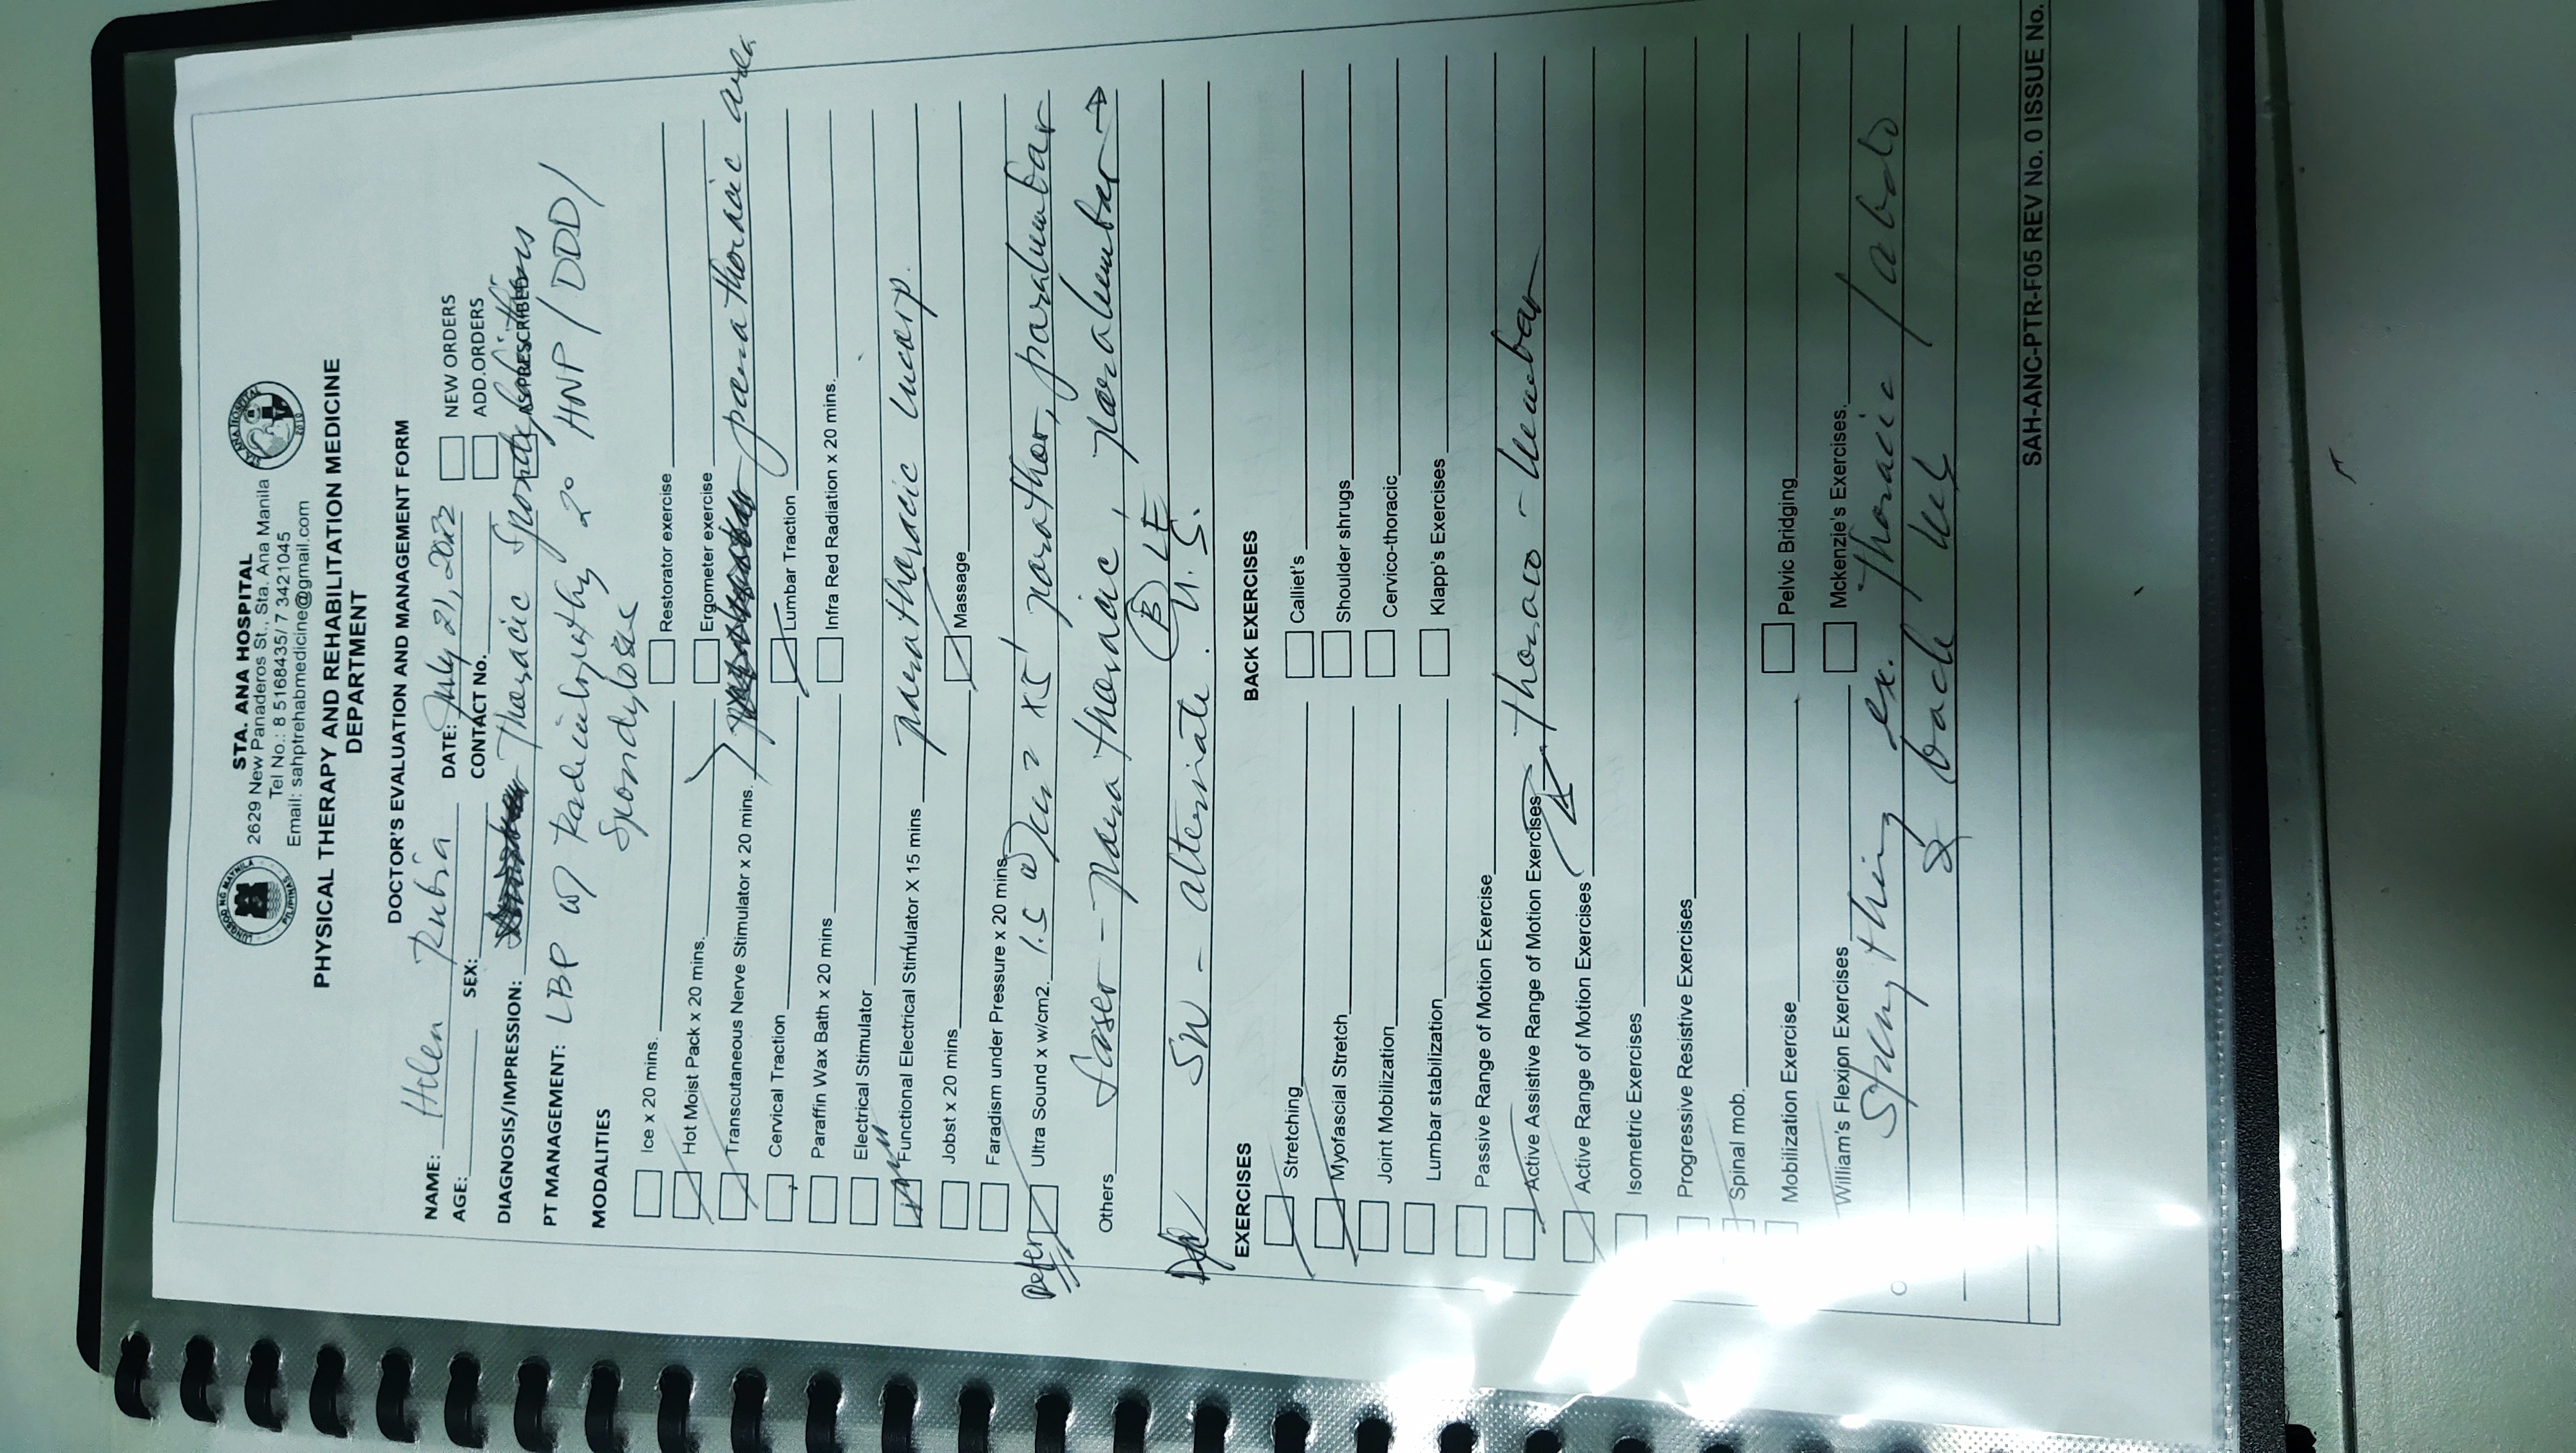 LUNGSOD NG MAYNILA
PILIPINAS
STA. ANA HOSPITAL
2010
STA. ANA HOSPITAL
2629 New Panaderos St., Sta. Ana Manila
Tel No.: 8 5168435/ 7 3421045
Email: sahptrehabmedicine@gmail.com
PHYSICAL THERAPY AND REHABILITATION MEDICINE
DEPARTMENT
DOCTOR'S EVALUATION AND MANAGEMENT FORM
NAME: Helen Rubia DATE: July 21, 2022 NEW ORDERS
AGE: SEX: CONTACT No. ADD.ORDERS
DIAGNOSIS/IMPRESSION: Thoracic AS PRESCRIBED
PT MANAGEMENT: LBP w/ Radiculopathy 2° HNP / DDD /
Spondylosis
MODALITIES
Ice x 20 mins. Restorator exercise
Hot Moist Pack x 20 mins. Ergometer exercise
Transcutaneous Nerve Stimulator x 20 mins. parathoracic area
Cervical Traction Lumbar Traction
Paraffin Wax Bath x 20 mins Infra Red Radiation x 20 mins.
Electrical Stimulator
Functional Electrical Stimulator X 15 mins parathoracic incorp.
Jobst x 20 mins Massage
Faradism under Pressure x 20 mins
Defer Ultra Sound x w/cm2. 1.5 w/cm2 x5' parathor, paralumbar
Others laser - parathoracic, paralumbar →
B LE
SW - alternate U.S.
EXERCISES BACK EXERCISES
Stretching Calliet's
Myofascial Stretch Shoulder shrugs
Joint Mobilization Cervico-thoracic
Lumbar stabilization Klapp's Exercises
Passive Range of Motion Exercise
Active Assistive Range of Motion Exercises thoraco - lumbar
Active Range of Motion Exercises
Isometric Exercises
Progressive Resistive Exercises
Spinal mob.
Mobilization Exercise Pelvic Bridging
William's Flexion Exercises Mckenzie's Exercises.
ex. thoracic / abdo
& back
SAH-ANC-PTR-F05 REV No. 0 ISSUE No.